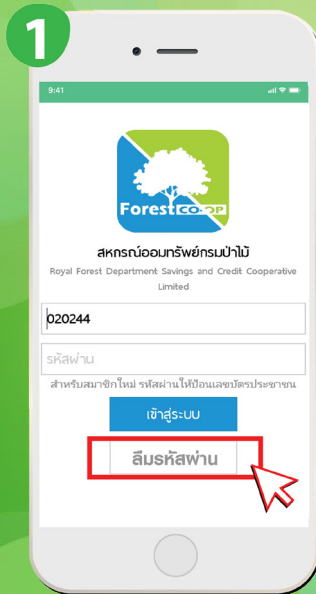 1
9:41
Forest CO-OP
สหกรณ์ออมทรัพย์กรมป่าไม้
Royal Forest Department Savings and Credit Cooperative
Limited
020244
รหัสผ่าน
สำหรับสมาชิกใหม่ รหัสผ่านให้ป้อนเลขบัตรประชาชน
เข้าสู่ระบบ
ลืมรหัสผ่าน